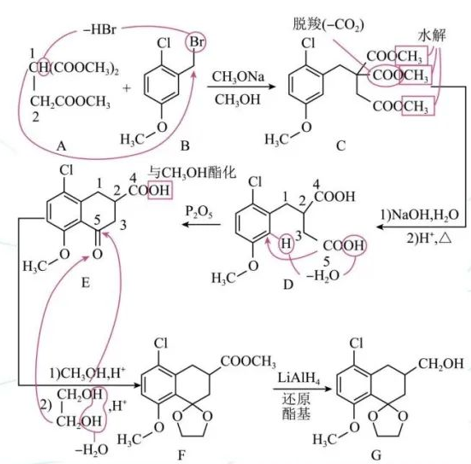 −HBr
脱羧(−CO₂)
水解
1
CH(COOCH₃)₂
CH₂COOCH₃
2
A
+
Cl
Br
H₃C
O
B
CH₃ONa
CH₃OH
Cl
COOCH₃
COOCH₃
COOCH₃
O
H₃C
C
与CH₃OH酯化
Cl
4
COOH
1
2
3
5
O
O
H₃C
E
P₂O₅
Cl
4
COOH
1
2
3
H
COOH
5
O
H₃C
−H₂O
D
1)NaOH,H₂O
2)H⁺,△
1)CH₃OH,H⁺
2)
CH₂OH
CH₂OH
,H⁺
−H₂O
Cl
COOCH₃
O
O
O
H₃C
F
LiAlH₄
还原
酯基
Cl
CH₂OH
O
O
O
H₃C
G